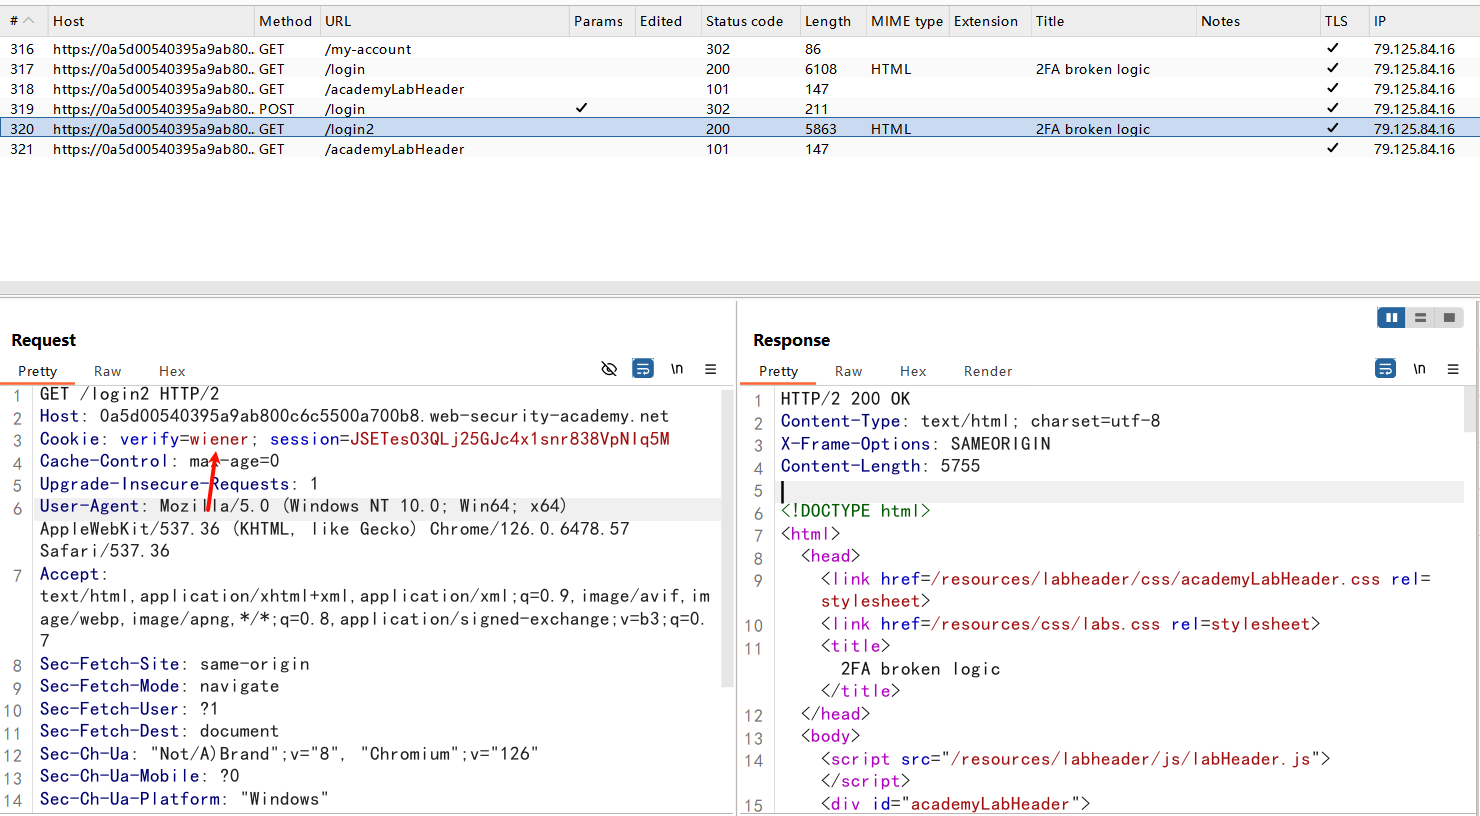 # Host Method URL Params Edited Status code Length MIME type Extension Title Notes TLS IP
316 https://0a5d00540395a9ab80.. GET /my-account 302 86 ✓ 79.125.84.16
317 https://0a5d00540395a9ab80.. GET /login 200 6108 HTML 2FA broken logic ✓ 79.125.84.16
318 https://0a5d00540395a9ab80.. GET /academyLabHeader 101 147 ✓ 79.125.84.16
319 https://0a5d00540395a9ab80.. POST /login ✓ 302 211 ✓ 79.125.84.16
320 https://0a5d00540395a9ab80.. GET /login2 200 5863 HTML 2FA broken logic ✓ 79.125.84.16
321 https://0a5d00540395a9ab80.. GET /academyLabHeader 101 147 ✓ 79.125.84.16
Request
Pretty Raw Hex \n
1 GET /login2 HTTP/2
2 Host: 0a5d00540395a9ab800c6c5500a700b8.web-security-academy.net
3 Cookie: verify=wiener; session=JSETesO3QLj25GJc4x1snr838VpNIq5M
4 Cache-Control: max-age=0
5 Upgrade-Insecure-Requests: 1
6 User-Agent: Mozilla/5.0 (Windows NT 10.0; Win64; x64)
AppleWebKit/537.36 (KHTML, like Gecko) Chrome/126.0.6478.57
Safari/537.36
7 Accept:
text/html,application/xhtml+xml,application/xml;q=0.9,image/avif,im
age/webp,image/apng,*/*;q=0.8,application/signed-exchange;v=b3;q=0.
7
8 Sec-Fetch-Site: same-origin
9 Sec-Fetch-Mode: navigate
10 Sec-Fetch-User: ?1
11 Sec-Fetch-Dest: document
12 Sec-Ch-Ua: "Not/A)Brand";v="8", "Chromium";v="126"
13 Sec-Ch-Ua-Mobile: ?0
14 Sec-Ch-Ua-Platform: "Windows"
Response
Pretty Raw Hex Render \n
1 HTTP/2 200 OK
2 Content-Type: text/html; charset=utf-8
3 X-Frame-Options: SAMEORIGIN
4 Content-Length: 5755
5
6 <!DOCTYPE html>
7 <html>
8 <head>
9 <link href=/resources/labheader/css/academyLabHeader.css rel=
stylesheet>
10 <link href=/resources/css/labs.css rel=stylesheet>
11 <title>
2FA broken logic
</title>
12 </head>
13 <body>
14 <script src="/resources/labheader/js/labHeader.js">
</script>
15 <div id="academyLabHeader">